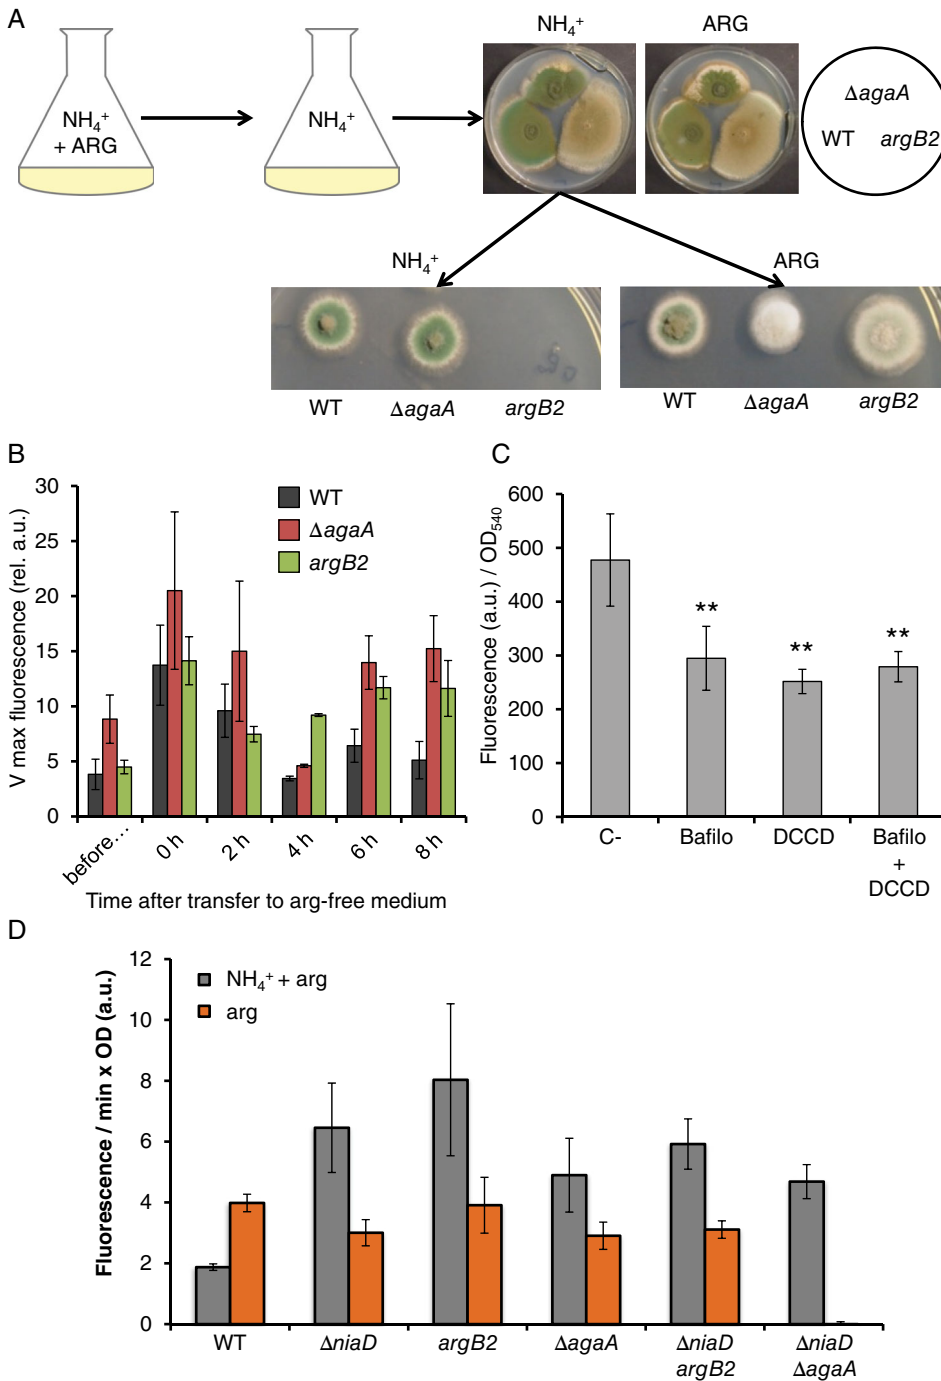 A
NH₄⁺
+ ARG
NH₄⁺
NH₄⁺
ARG
ΔagaA
WT argB2
NH₄⁺
ARG
WT ΔagaA argB2
WT ΔagaA argB2
B
V max fluorescence (rel. a.u.)
30
25
20
15
10
5
0
WT
ΔagaA
argB2
before...
0 h
2 h
4 h
6 h
8 h
Time after transfer to arg-free medium
C
Fluorescence (a.u.) / OD₅₄₀
600
500
400
300
200
100
0
**
**
**
C-
Bafilo
DCCD
Bafilo
+
DCCD
D
Fluorescence / min x OD (a.u.)
12
10
8
6
4
2
0
NH₄⁺ + arg
arg
WT
ΔniaD
argB2
ΔagaA
ΔniaD
argB2
ΔniaD
ΔagaA